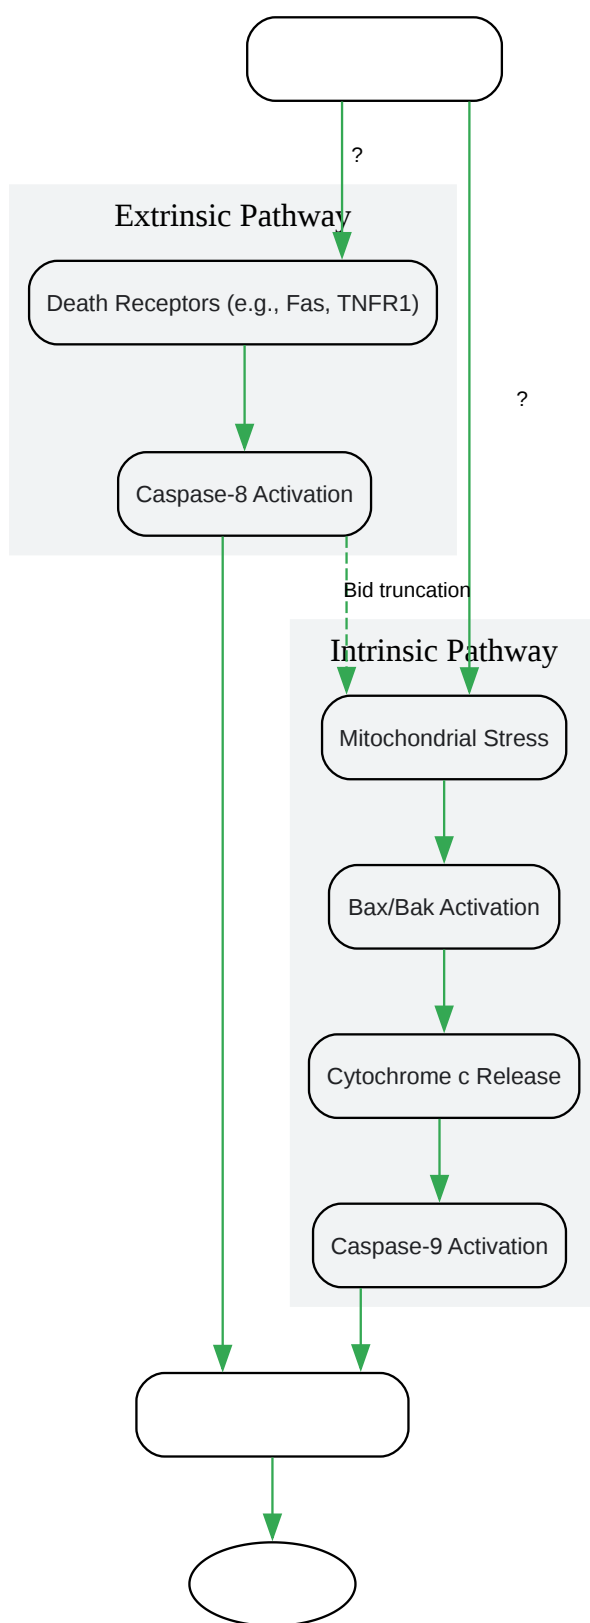 ?
Extrinsic Pathway
Death Receptors (e.g., Fas, TNFR1)
?
Caspase-8 Activation
Bid truncation
Intrinsic Pathway
Mitochondrial Stress
Bax/Bak Activation
Cytochrome c Release
Caspase-9 Activation